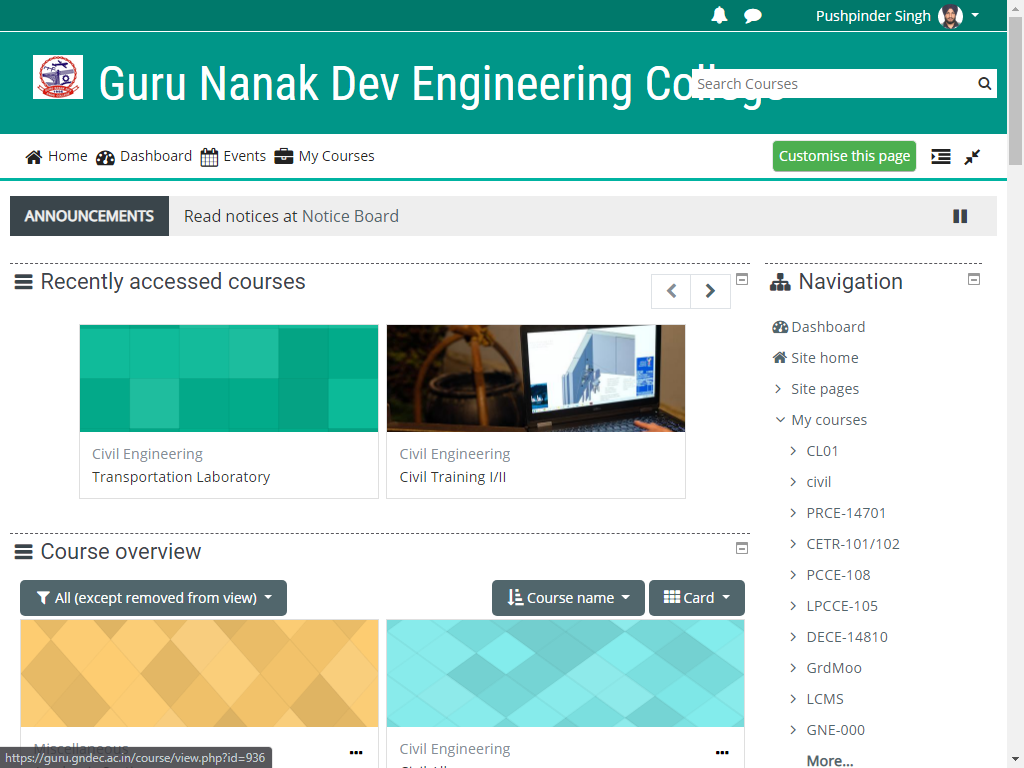 Pushpinder Singh
Guru Nanak Dev Engineering College
Search Courses
Home
Dashboard
Events
My Courses
Customise this page
ANNOUNCEMENTS
Read notices at Notice Board
Recently accessed courses
Civil Engineering
Transportation Laboratory
Civil Engineering
Civil Training I/II
Course overview
All (except removed from view)
Course name
Card
Miscellaneous
Civil Engineering
Navigation
Dashboard
Site home
Site pages
My courses
CL01
civil
PRCE-14701
CETR-101/102
PCCE-108
LPCCE-105
DECE-14810
GrdMoo
LCMS
GNE-000
More...
https://guru.gndec.ac.in/course/view.php?id=936